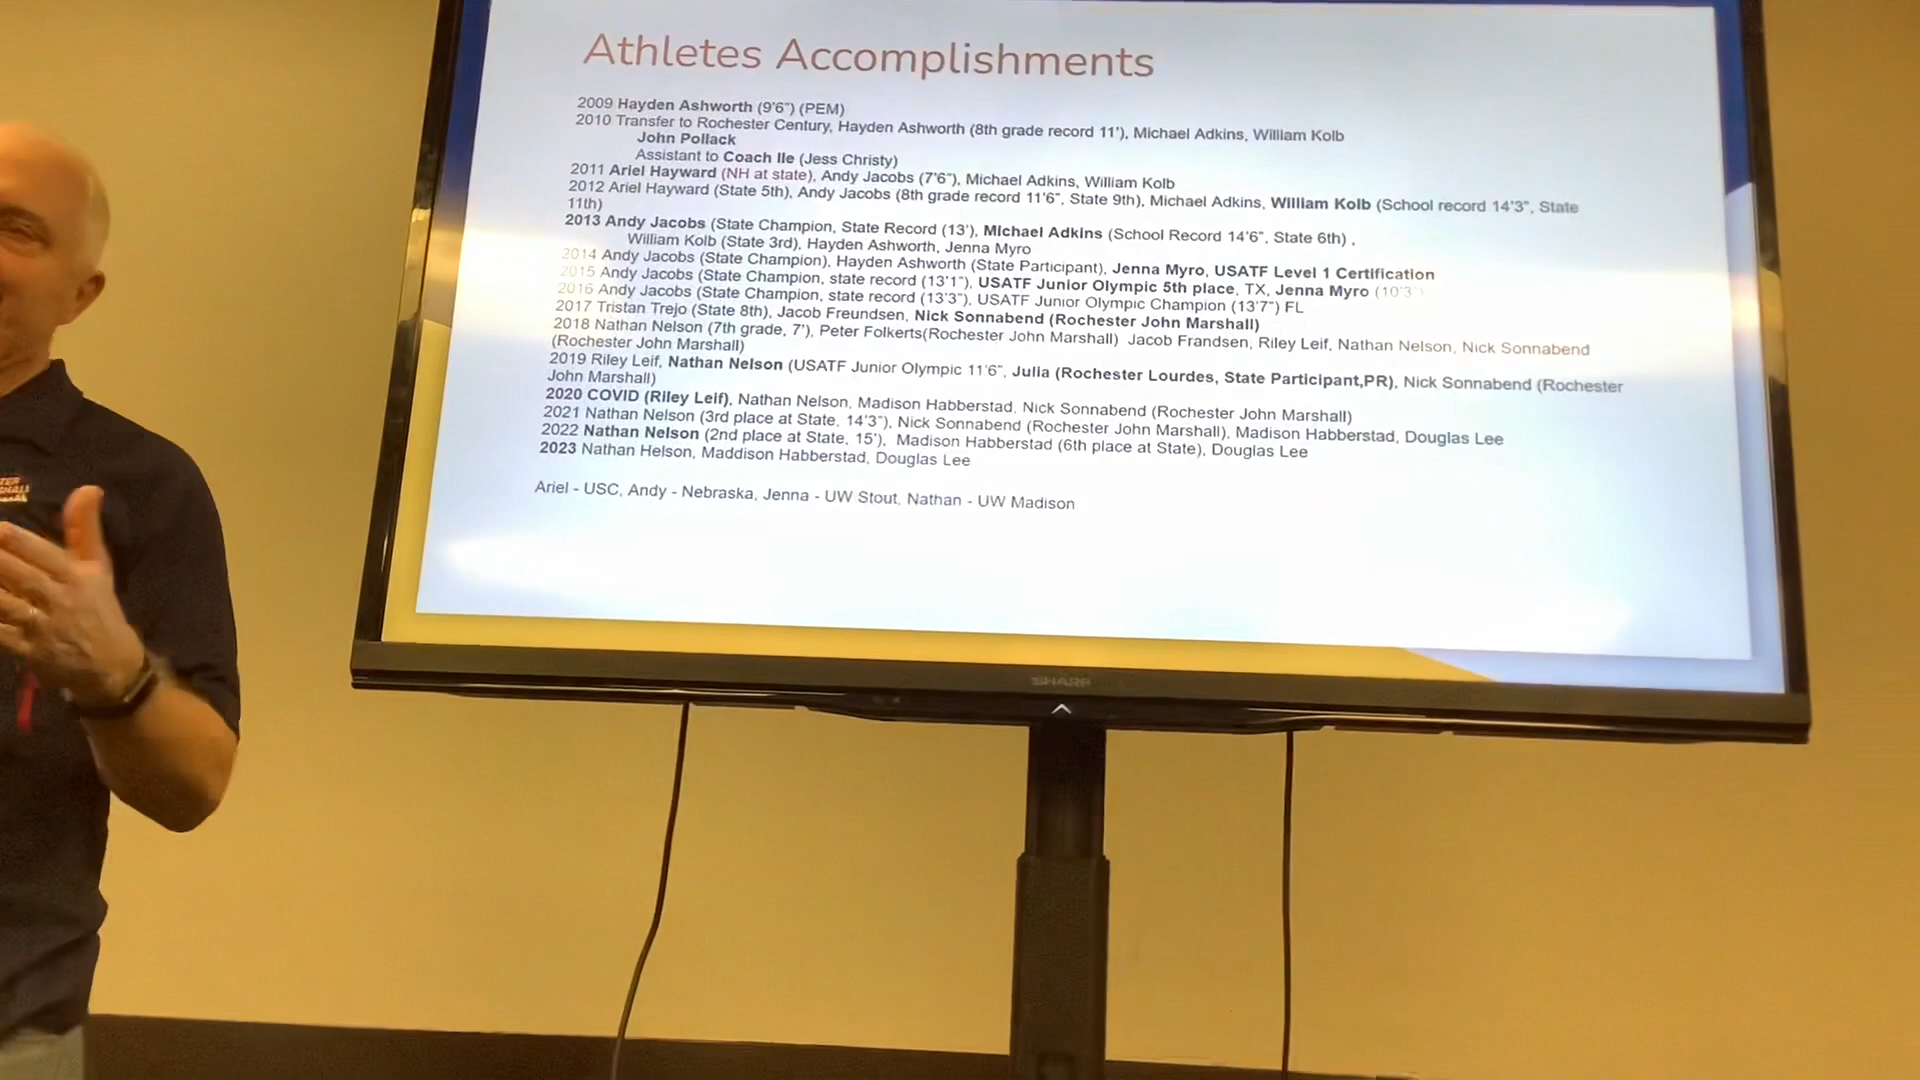 Athletes Accomplishments
2009 Hayden Ashworth (9'6") (PEM)
2010 Transfer to Rochester Century, Hayden Ashworth (8th grade record 11'), Michael Adkins, William Kolb
John Pollack
Assistant to Coach Ile (Jess Christy)
2011 Ariel Hayward (NH at state), Andy Jacobs (7'6"), Michael Adkins, William Kolb
2012 Ariel Hayward (State 5th), Andy Jacobs (8th grade record 11'6", State 9th), Michael Adkins, William Kolb (School record 14'3", State
11th)
2013 Andy Jacobs (State Champion, State Record (13'), Michael Adkins (School Record 14'6", State 6th) ,
William Kolb (State 3rd), Hayden Ashworth, Jenna Myro
2014 Andy Jacobs (State Champion), Hayden Ashworth (State Participant), Jenna Myro, USATF Level 1 Certification
2015 Andy Jacobs (State Champion, state record (13'1"), USATF Junior Olympic 5th place, TX, Jenna Myro (10'3")
2016 Andy Jacobs (State Champion, state record (13'3"), USATF Junior Olympic Champion (13'7") FL
2017 Tristan Trejo (State 8th), Jacob Freundsen, Nick Sonnabend (Rochester John Marshall)
2018 Nathan Nelson (7th grade, 7'), Peter Folkerts(Rochester John Marshall) Jacob Frandsen, Riley Leif, Nathan Nelson, Nick Sonnabend
(Rochester John Marshall)
2019 Riley Leif, Nathan Nelson (USATF Junior Olympic 11'6", Julia (Rochester Lourdes, State Participant,PR), Nick Sonnabend (Rochester
John Marshall)
2020 COVID (Riley Leif), Nathan Nelson, Madison Habberstad, Nick Sonnabend (Rochester John Marshall)
2021 Nathan Nelson (3rd place at State, 14'3"), Nick Sonnabend (Rochester John Marshall), Madison Habberstad, Douglas Lee
2022 Nathan Nelson (2nd place at State, 15'), Madison Habberstad (6th place at State), Douglas Lee
2023 Nathan Helson, Maddison Habberstad, Douglas Lee
Ariel - USC, Andy - Nebraska, Jenna - UW Stout, Nathan - UW Madison
SHARP